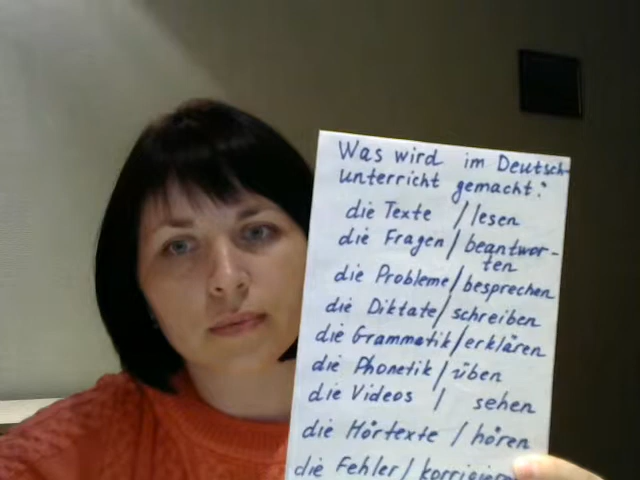 Was wird im Deutsch-
unterricht gemacht?
die Texte / lesen
die Fragen / beantwor-
ten
die Probleme / besprechen
die Diktate / schreiben
die Grammatik / erklären
die Phonetik / üben
die Videos / sehen
die Hörtexte / hören
die Fehler /